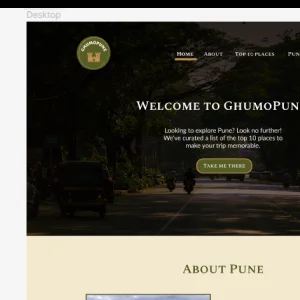 Desktop
GHUMOPUNE
HOME ABOUT TOP 10 PLACES PUN
WELCOME TO GHUMOPUN
Looking to explore Pune? Look no further!
We've curated a list of the top 10 places to
make your trip memorable.
TAKE ME THERE
ABOUT PUNE